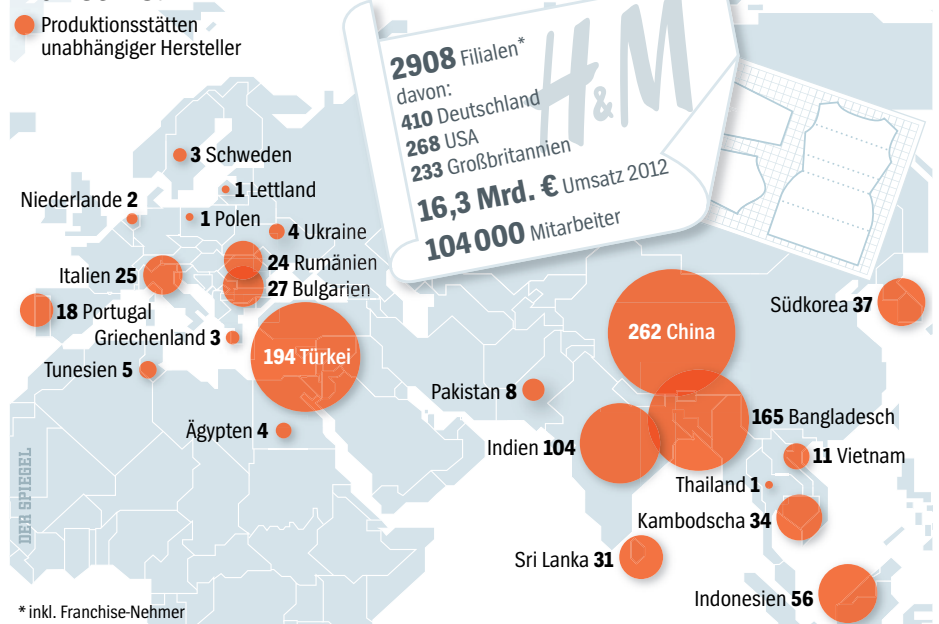 Produktionsstätten
unabhängiger Hersteller
2908 Filialen*
davon:
410 Deutschland
268 USA
233 Großbritannien
16,3 Mrd. € Umsatz 2012
104 000 Mitarbeiter
H&M
3 Schweden
1 Lettland
Niederlande 2
1 Polen
4 Ukraine
24 Rumänien
Italien 25
27 Bulgarien
18 Portugal
Griechenland 3
194 Türkei
Tunesien 5
Ägypten 4
262 China
Südkorea 37
Pakistan 8
165 Bangladesch
Indien 104
11 Vietnam
Thailand 1
Kambodscha 34
Sri Lanka 31
Indonesien 56
DER SPIEGEL
* inkl. Franchise-Nehmer